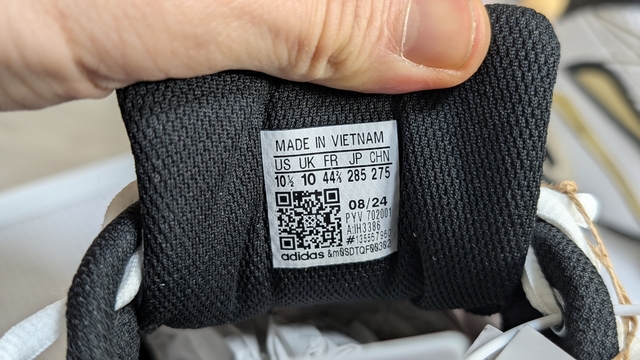 MADE IN VIETNAM
US UK FR JP CHN
10½ 10 44⅔ 285 275
08/24
PYV 702001
A:IH3386
adidas